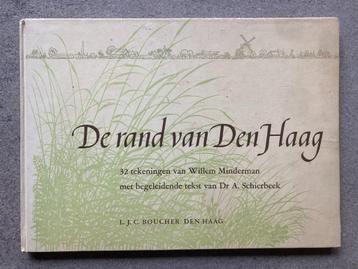 De rand van Den Haag
32 tekeningen van Willem Minderman
met begeleidende tekst van Dr A. Schierbeek
L. J. C. BOUCHER DEN HAAG